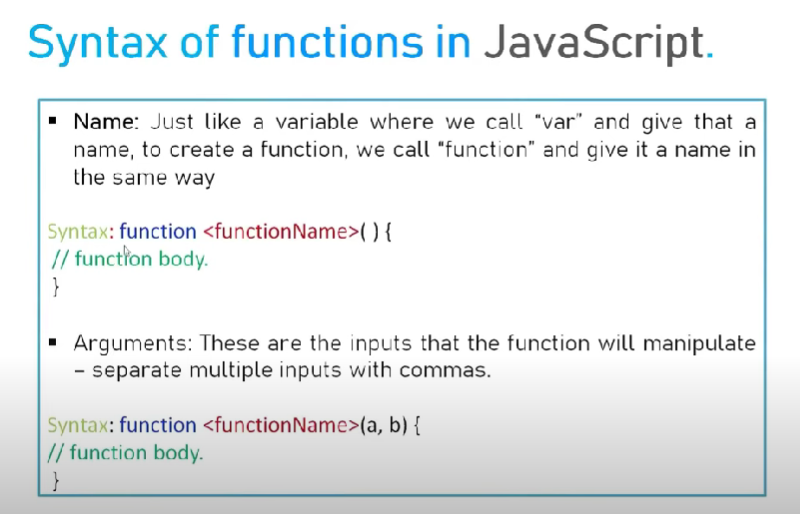 Syntax of functions in JavaScript.
▪ Name: Just like a variable where we call "var" and give that a
name, to create a function, we call "function" and give it a name in
the same way
Syntax: function <functionName>( ) {
// function body.
}
▪ Arguments: These are the inputs that the function will manipulate
– separate multiple inputs with commas.
Syntax: function <functionName>(a, b) {
// function body.
}